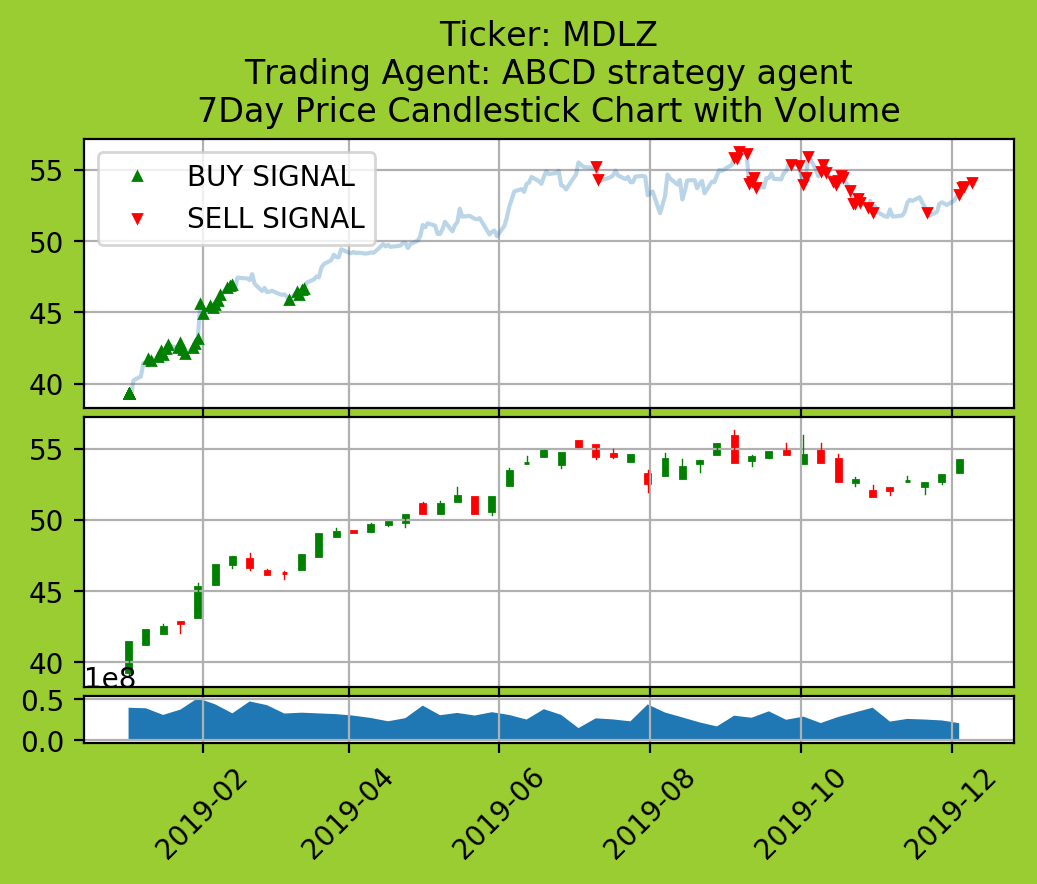 Ticker: MDLZ
Trading Agent: ABCD strategy agent
7Day Price Candlestick Chart with Volume
BUY SIGNAL
SELL SIGNAL
55
50
45
40
55
50
45
40
1e8
0.5
0.0
2019-02
2019-04
2019-06
2019-08
2019-10
2019-12